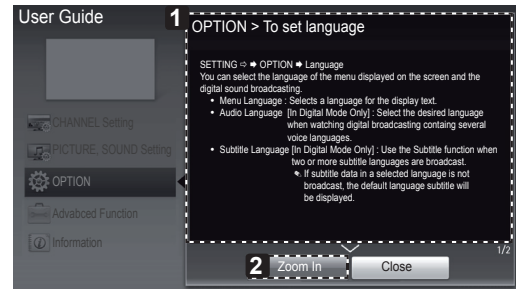 User Guide
1
OPTION > To set language
SETTING ⇨ ➡ OPTION ➡ Language
You can select the language of the menu displayed on the screen and the
digital sound broadcasting.
• Menu Language : Selects a language for the display text.
• Audio Language [In Digital Mode Only] : Select the desired language
when watching digital broadcasting containg several
voice languages.
• Subtitle Language [In Digital Mode Only] : Use the Subtitle function when
two or more subtitle languages are broadcast.
If subtitle data in a selected language is not
broadcast, the default language subtitle will
be displayed.
CHANNEL Setting
PICTURE, SOUND Setting
OPTION
Advabced Function
Information
1/2
2
Zoom In
Close